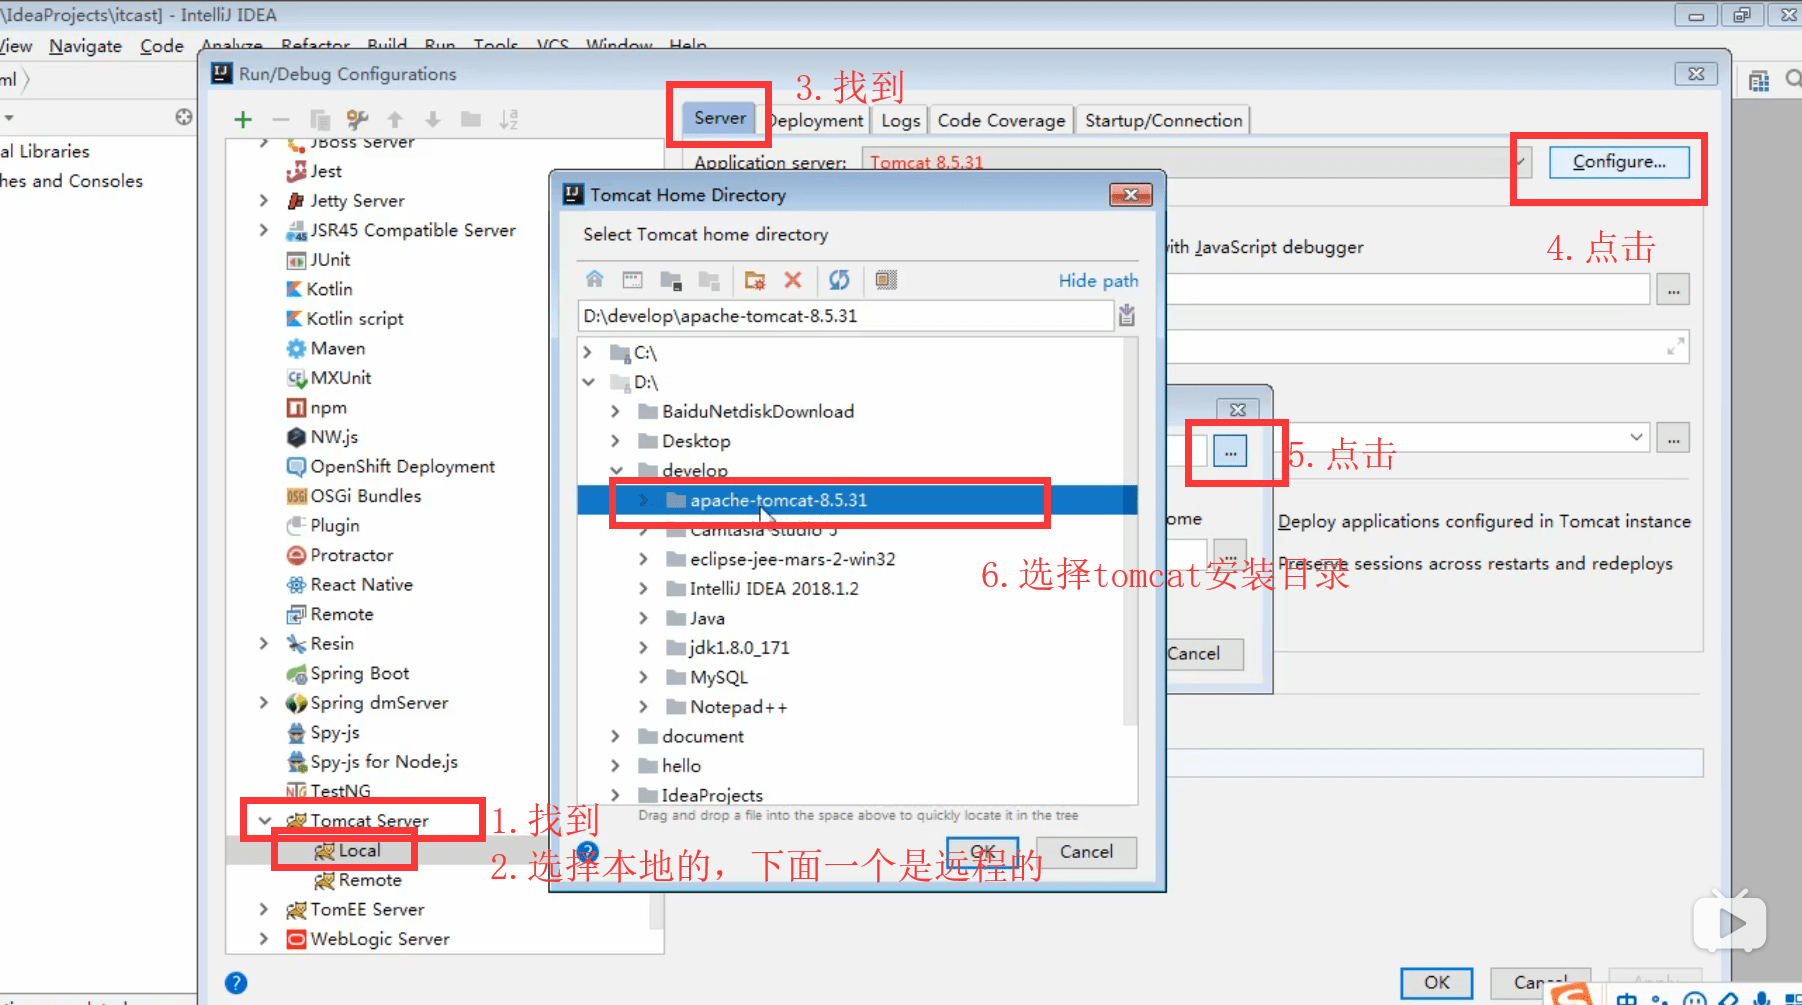 \IdeaProjects\itcast] - IntelliJ IDEA
View Navigate Code Analyze Refactor Build Run Tools VCS Window Help
ml
Run/Debug Configurations
3.找到
Server Deployment Logs Code Coverage Startup/Connection
al Libraries
hes and Consoles
Application server: Tomcat 8.5.31 Configure...
4.点击
with JavaScript debugger
JBoss Server
Jest
Jetty Server
JSR45 Compatible Server
JUnit
Kotlin
Kotlin script
Maven
MXUnit
npm
NW.js
OpenShift Deployment
OSGi Bundles
Plugin
Protractor
React Native
Remote
Resin
Spring Boot
Spring dmServer
Spy-js
Spy-js for Node.js
TestNG
Tomcat Server
1.找到
Local
2.选择本地的，下面一个是远程的
Remote
TomEE Server
WebLogic Server
Tomcat Home Directory
Select Tomcat home directory
Hide path
D:\develop\apache-tomcat-8.5.31
C:\
D:\
BaiduNetdiskDownload
Desktop
develop
apache-tomcat-8.5.31
Camtasia Studio 5
eclipse-jee-mars-2-win32
IntelliJ IDEA 2018.1.2
Java
jdk1.8.0_171
MySQL
Notepad++
document
hello
IdeaProjects
Drag and drop a file into the space above to quickly locate it in the tree
OK Cancel
...
...
...
5.点击
...
ome
Deploy applications configured in Tomcat instance
...
Preserve sessions across restarts and redeploys
6.选择tomcat安装目录
Cancel
OK Cancel Apply
中